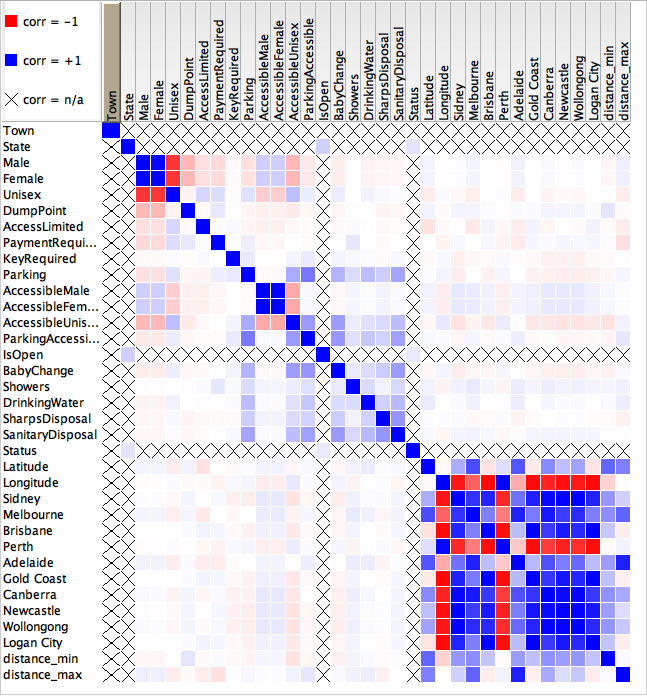 corr = -1
corr = +1
corr = n/a
Town
State
Male
Female
Unisex
DumpPoint
AccessLimited
PaymentRequired
KeyRequired
Parking
AccessibleMale
AccessibleFemale
AccessibleUnisex
ParkingAccessible
IsOpen
BabyChange
Showers
DrinkingWater
SharpsDisposal
SanitaryDisposal
Status
Latitude
Longitude
Sidney
Melbourne
Brisbane
Perth
Adelaide
Gold Coast
Canberra
Newcastle
Wollongong
Logan City
distance_min
distance_max
Town
State
Male
Female
Unisex
DumpPoint
AccessLimited
PaymentRequi...
KeyRequired
Parking
AccessibleMale
AccessibleFem...
AccessibleUnis...
ParkingAccessi...
IsOpen
BabyChange
Showers
DrinkingWater
SharpsDisposal
SanitaryDisposal
Status
Latitude
Longitude
Sidney
Melbourne
Brisbane
Perth
Adelaide
Gold Coast
Canberra
Newcastle
Wollongong
Logan City
distance_min
distance_max